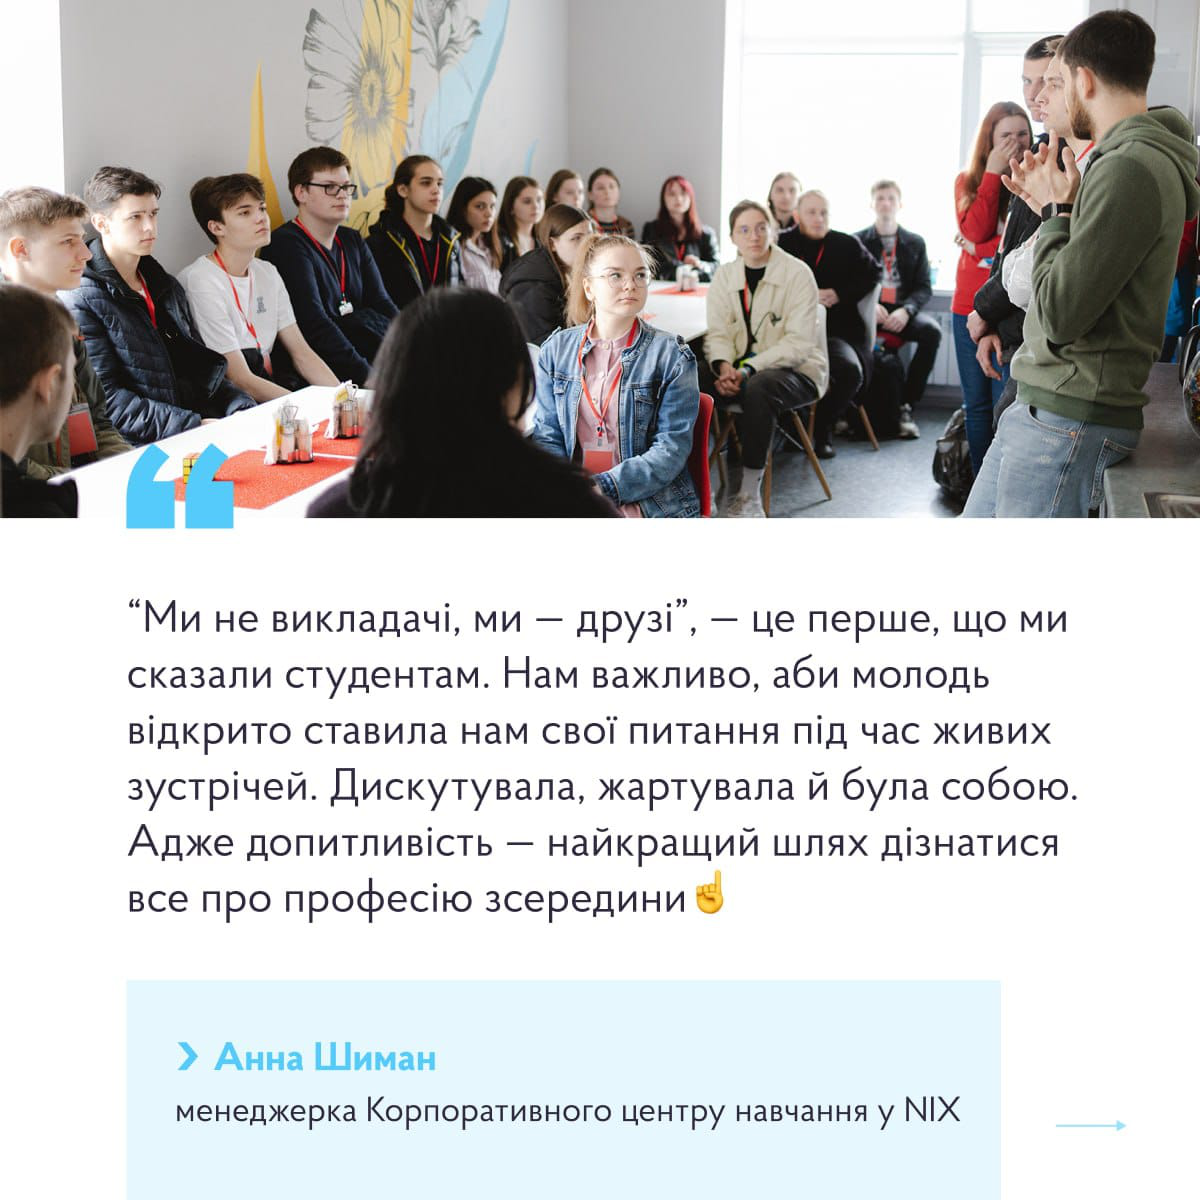 “Ми не викладачі, ми — друзі”, — це перше, що ми
сказали студентам. Нам важливо, аби молодь
відкрито ставила нам свої питання під час живих
зустрічей. Дискутувала, жартувала й була собою.
Адже допитливість — найкращий шлях дізнатися
все про професію зсередини☝️
Анна Шиман
менеджерка Корпоративного центру навчання у NIX